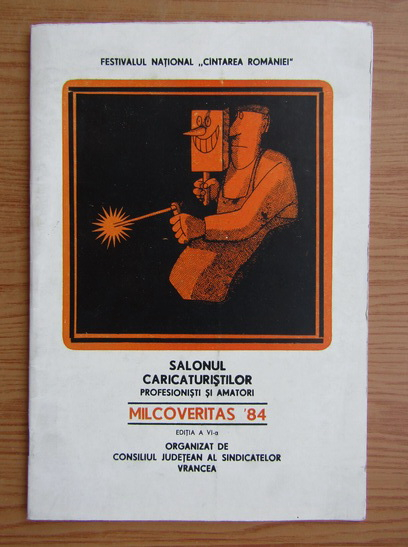 FESTIVALUL NAȚIONAL „CÎNTAREA ROMÂNIEI"
SALONUL
CARICATURIȘTILOR
PROFESIONIȘTI ȘI AMATORI
MILCOVERITAS '84
EDIȚIA A VI-a
ORGANIZAT DE
CONSILIUL JUDEȚEAN AL SINDICATELOR
VRANCEA